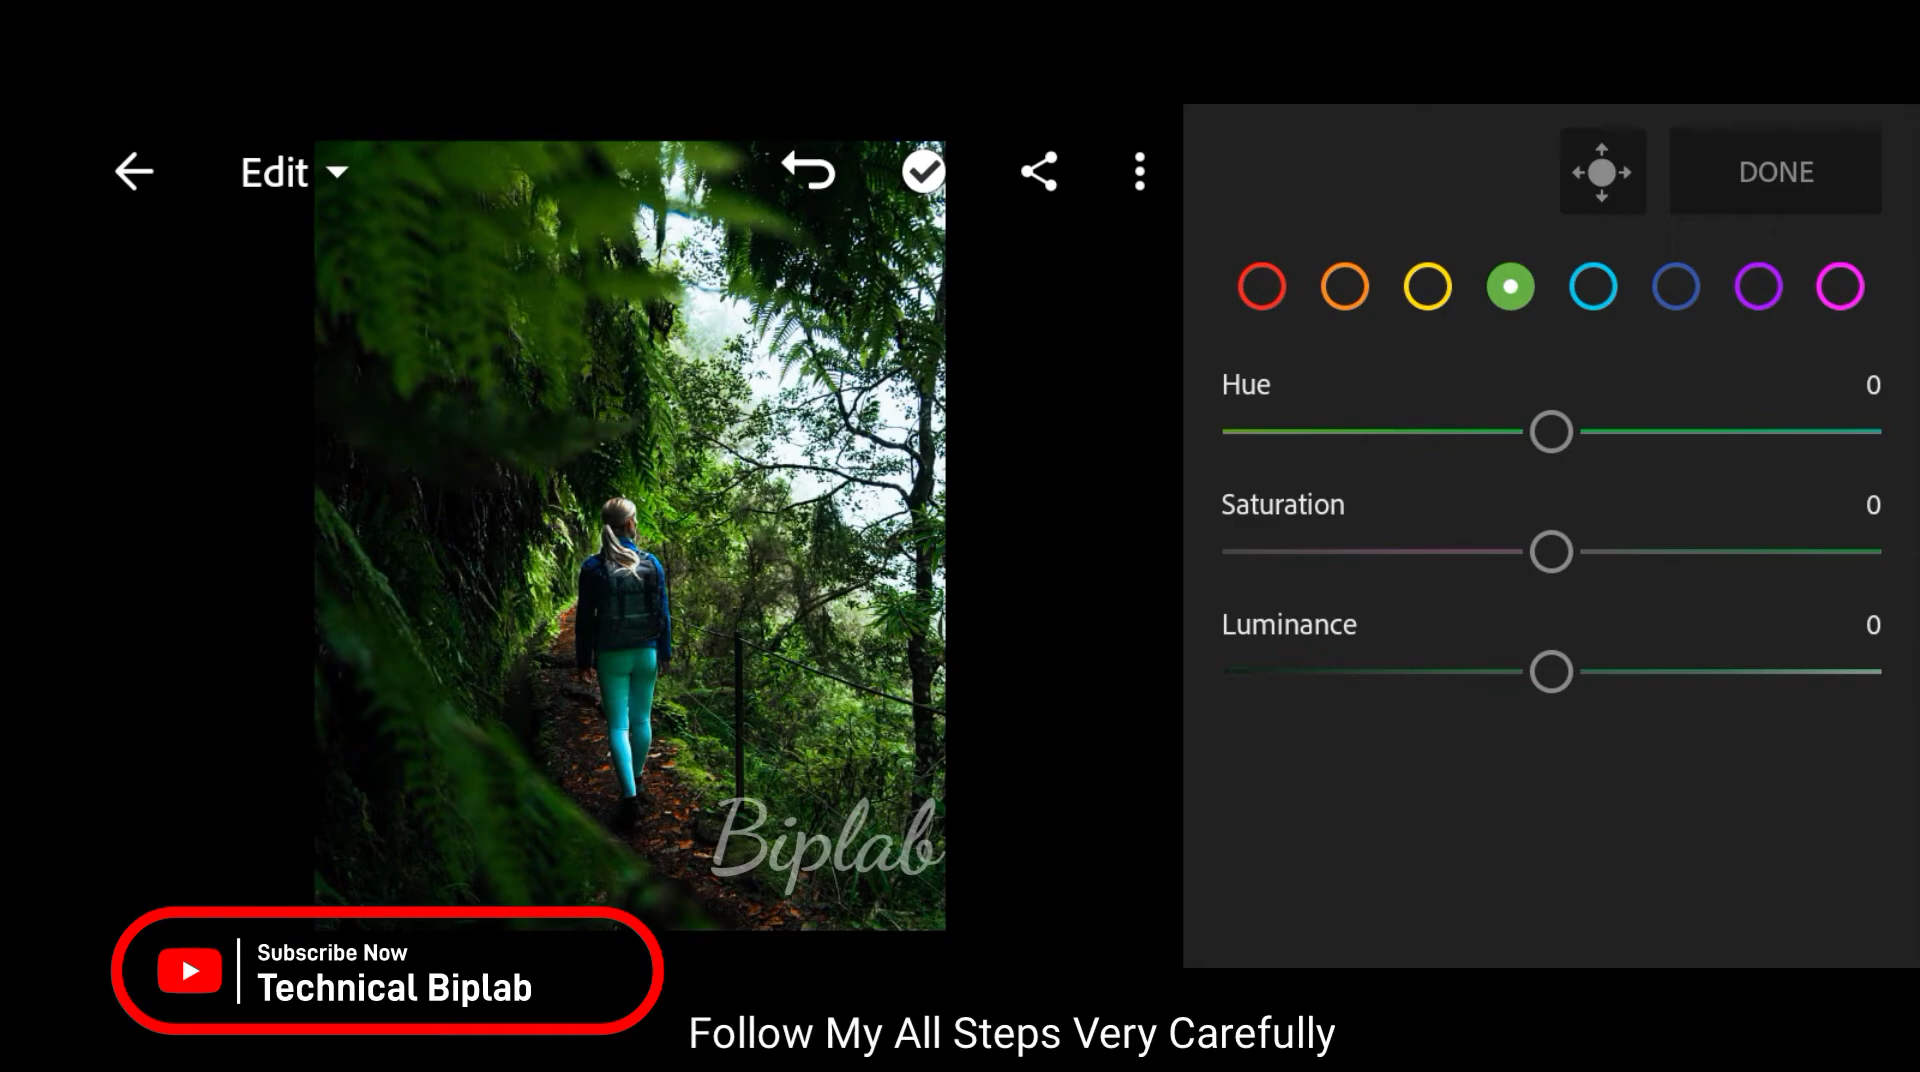 Edit
DONE
Hue 0
Saturation 0
Luminance 0
Biplab
Subscribe Now
Technical Biplab
Follow My All Steps Very Carefully